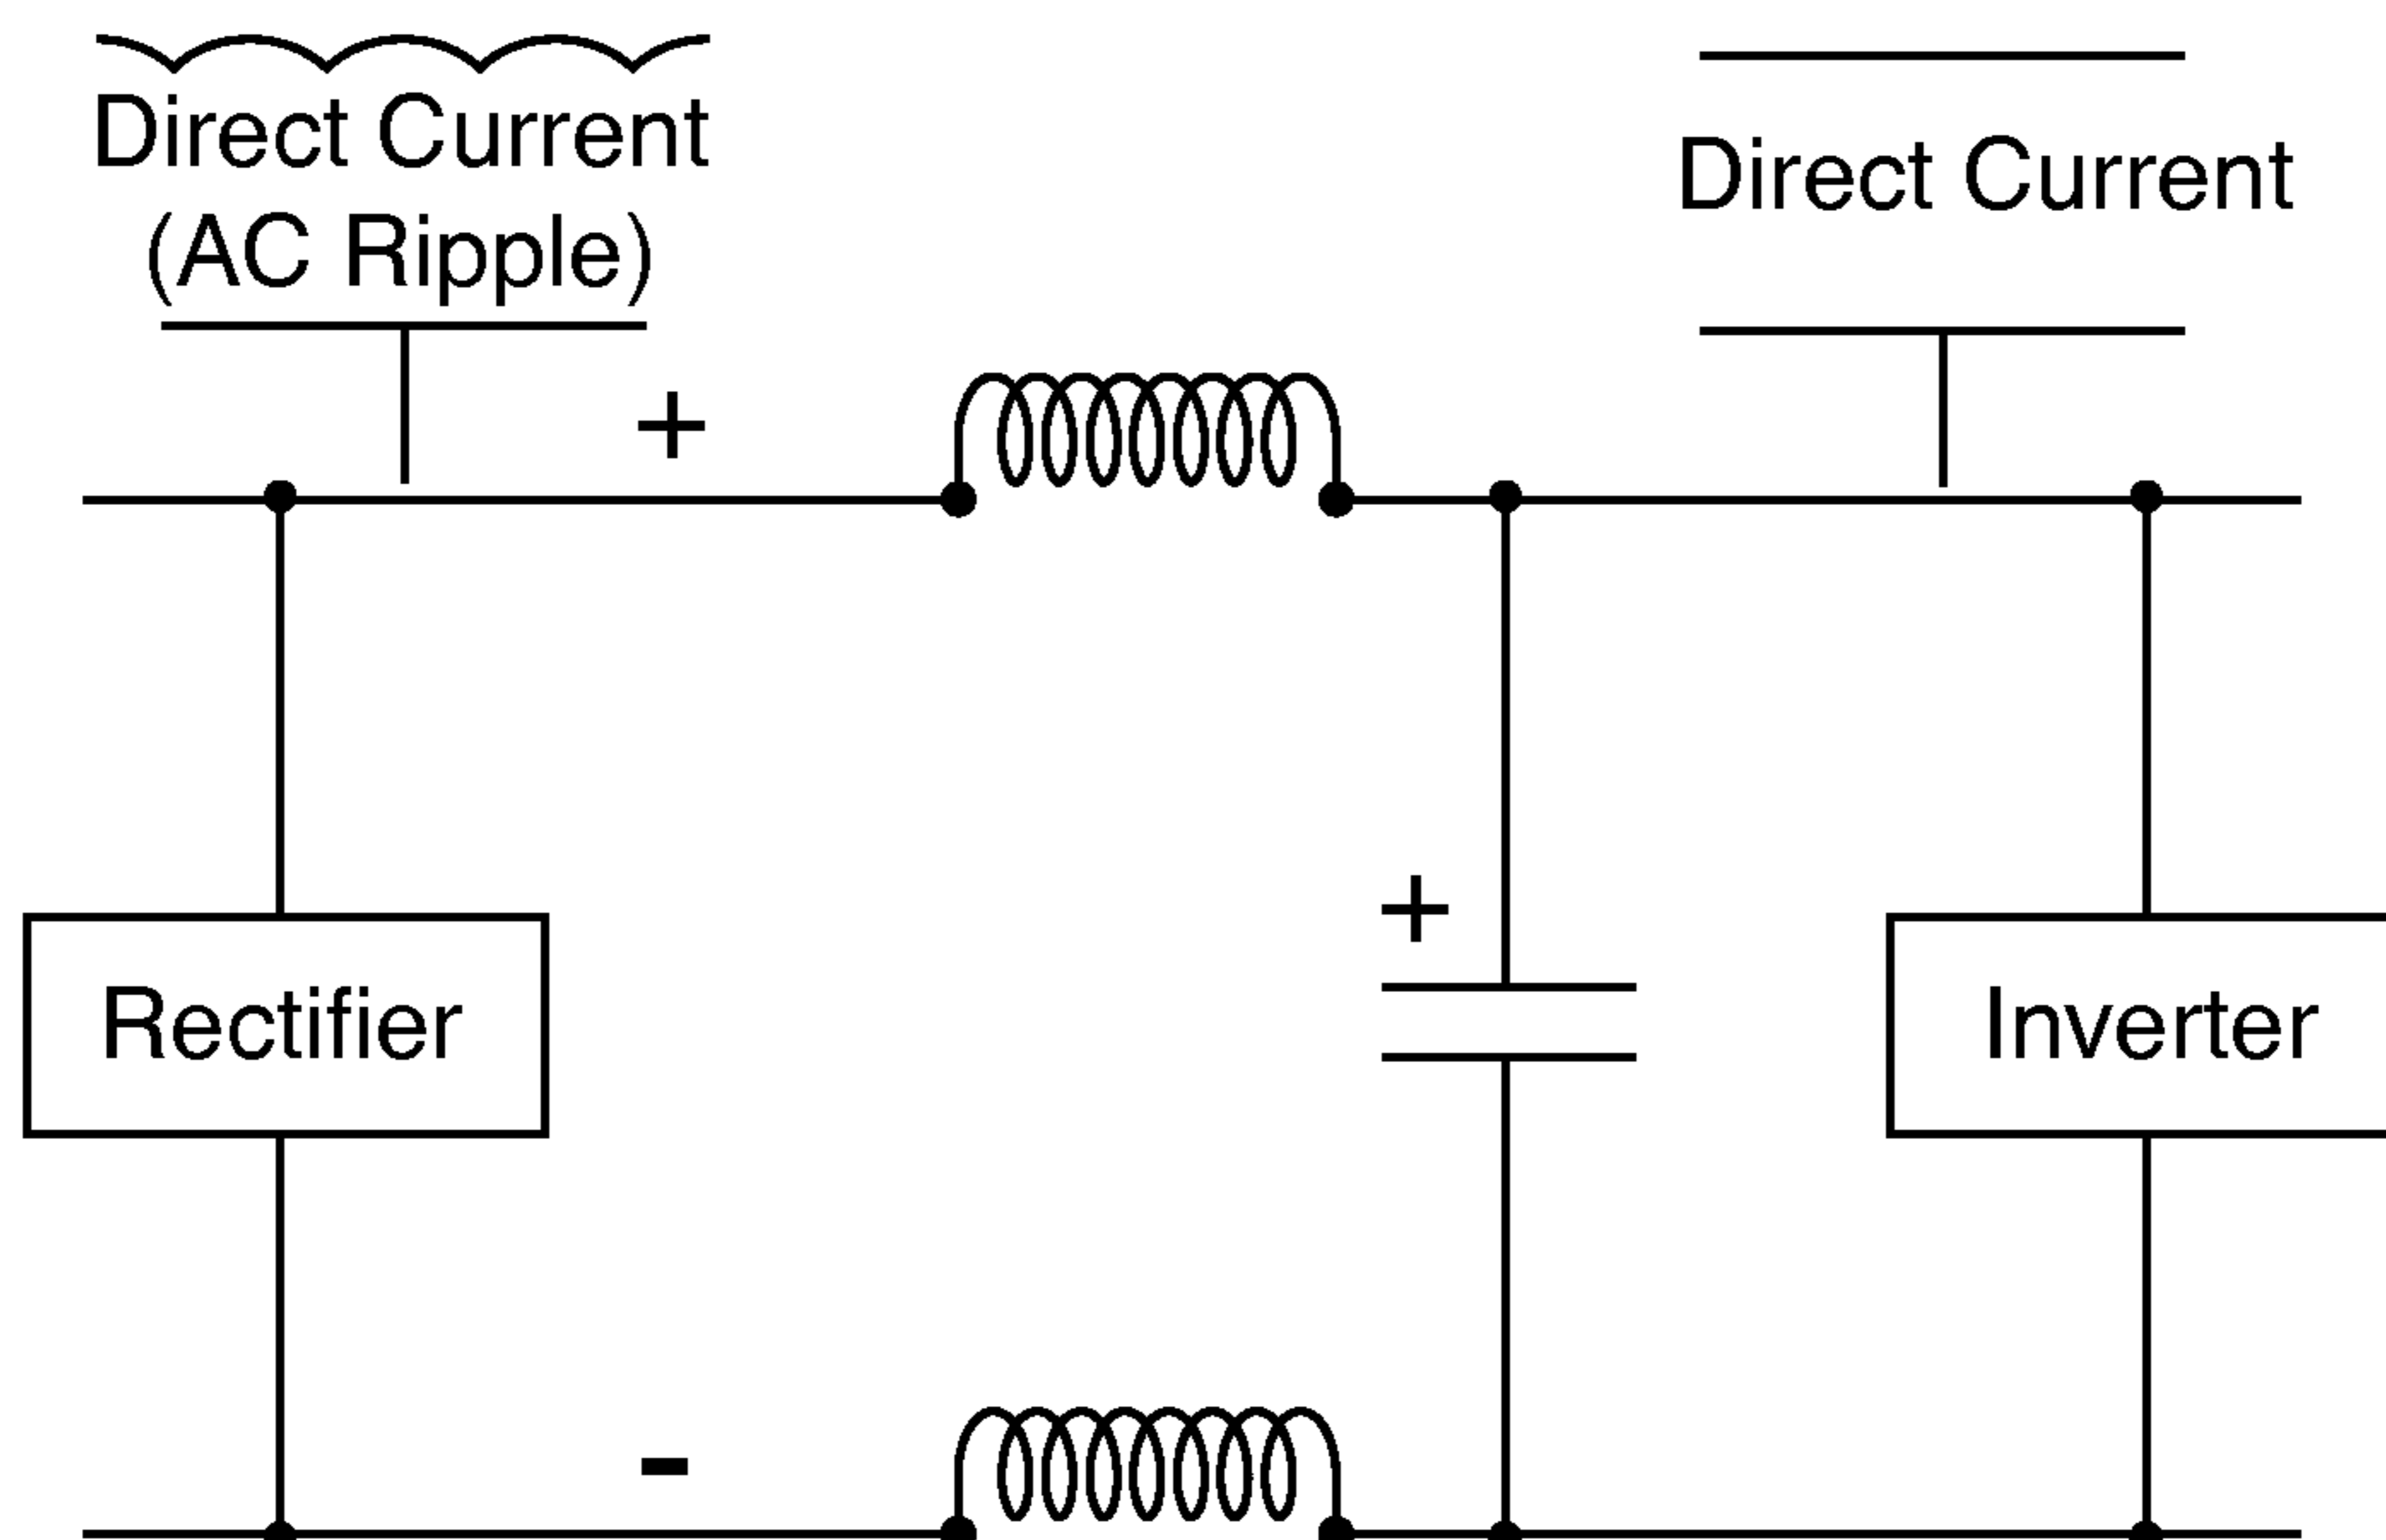 Direct Current
(AC Ripple)
Direct Current
+
+
Rectifier
Inverter
-